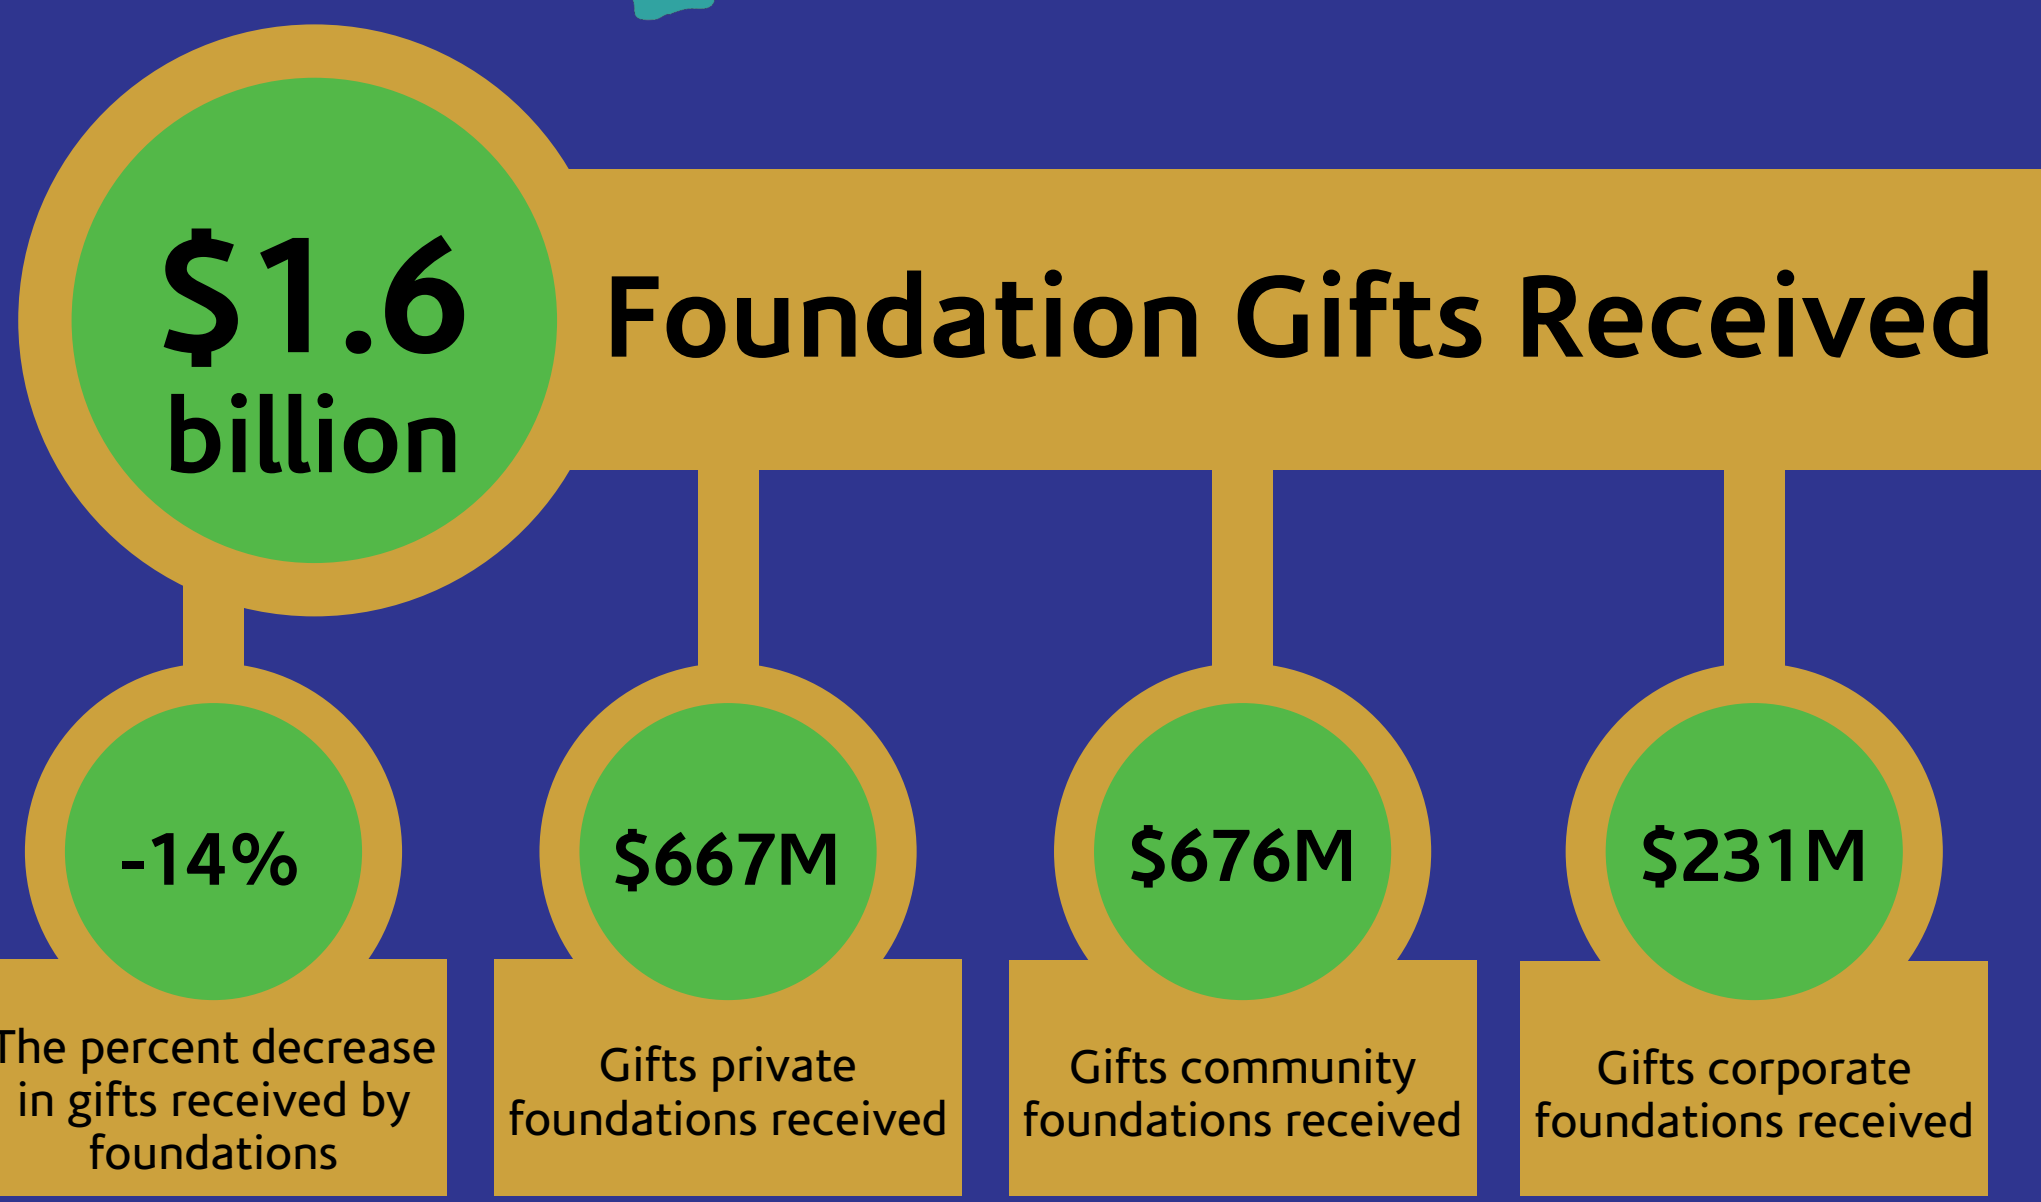 $1.6
billion
Foundation Gifts Received
-14%
The percent decrease
in gifts received by
foundations
$667M
Gifts private
foundations received
$676M
Gifts community
foundations received
$231M
Gifts corporate
foundations received